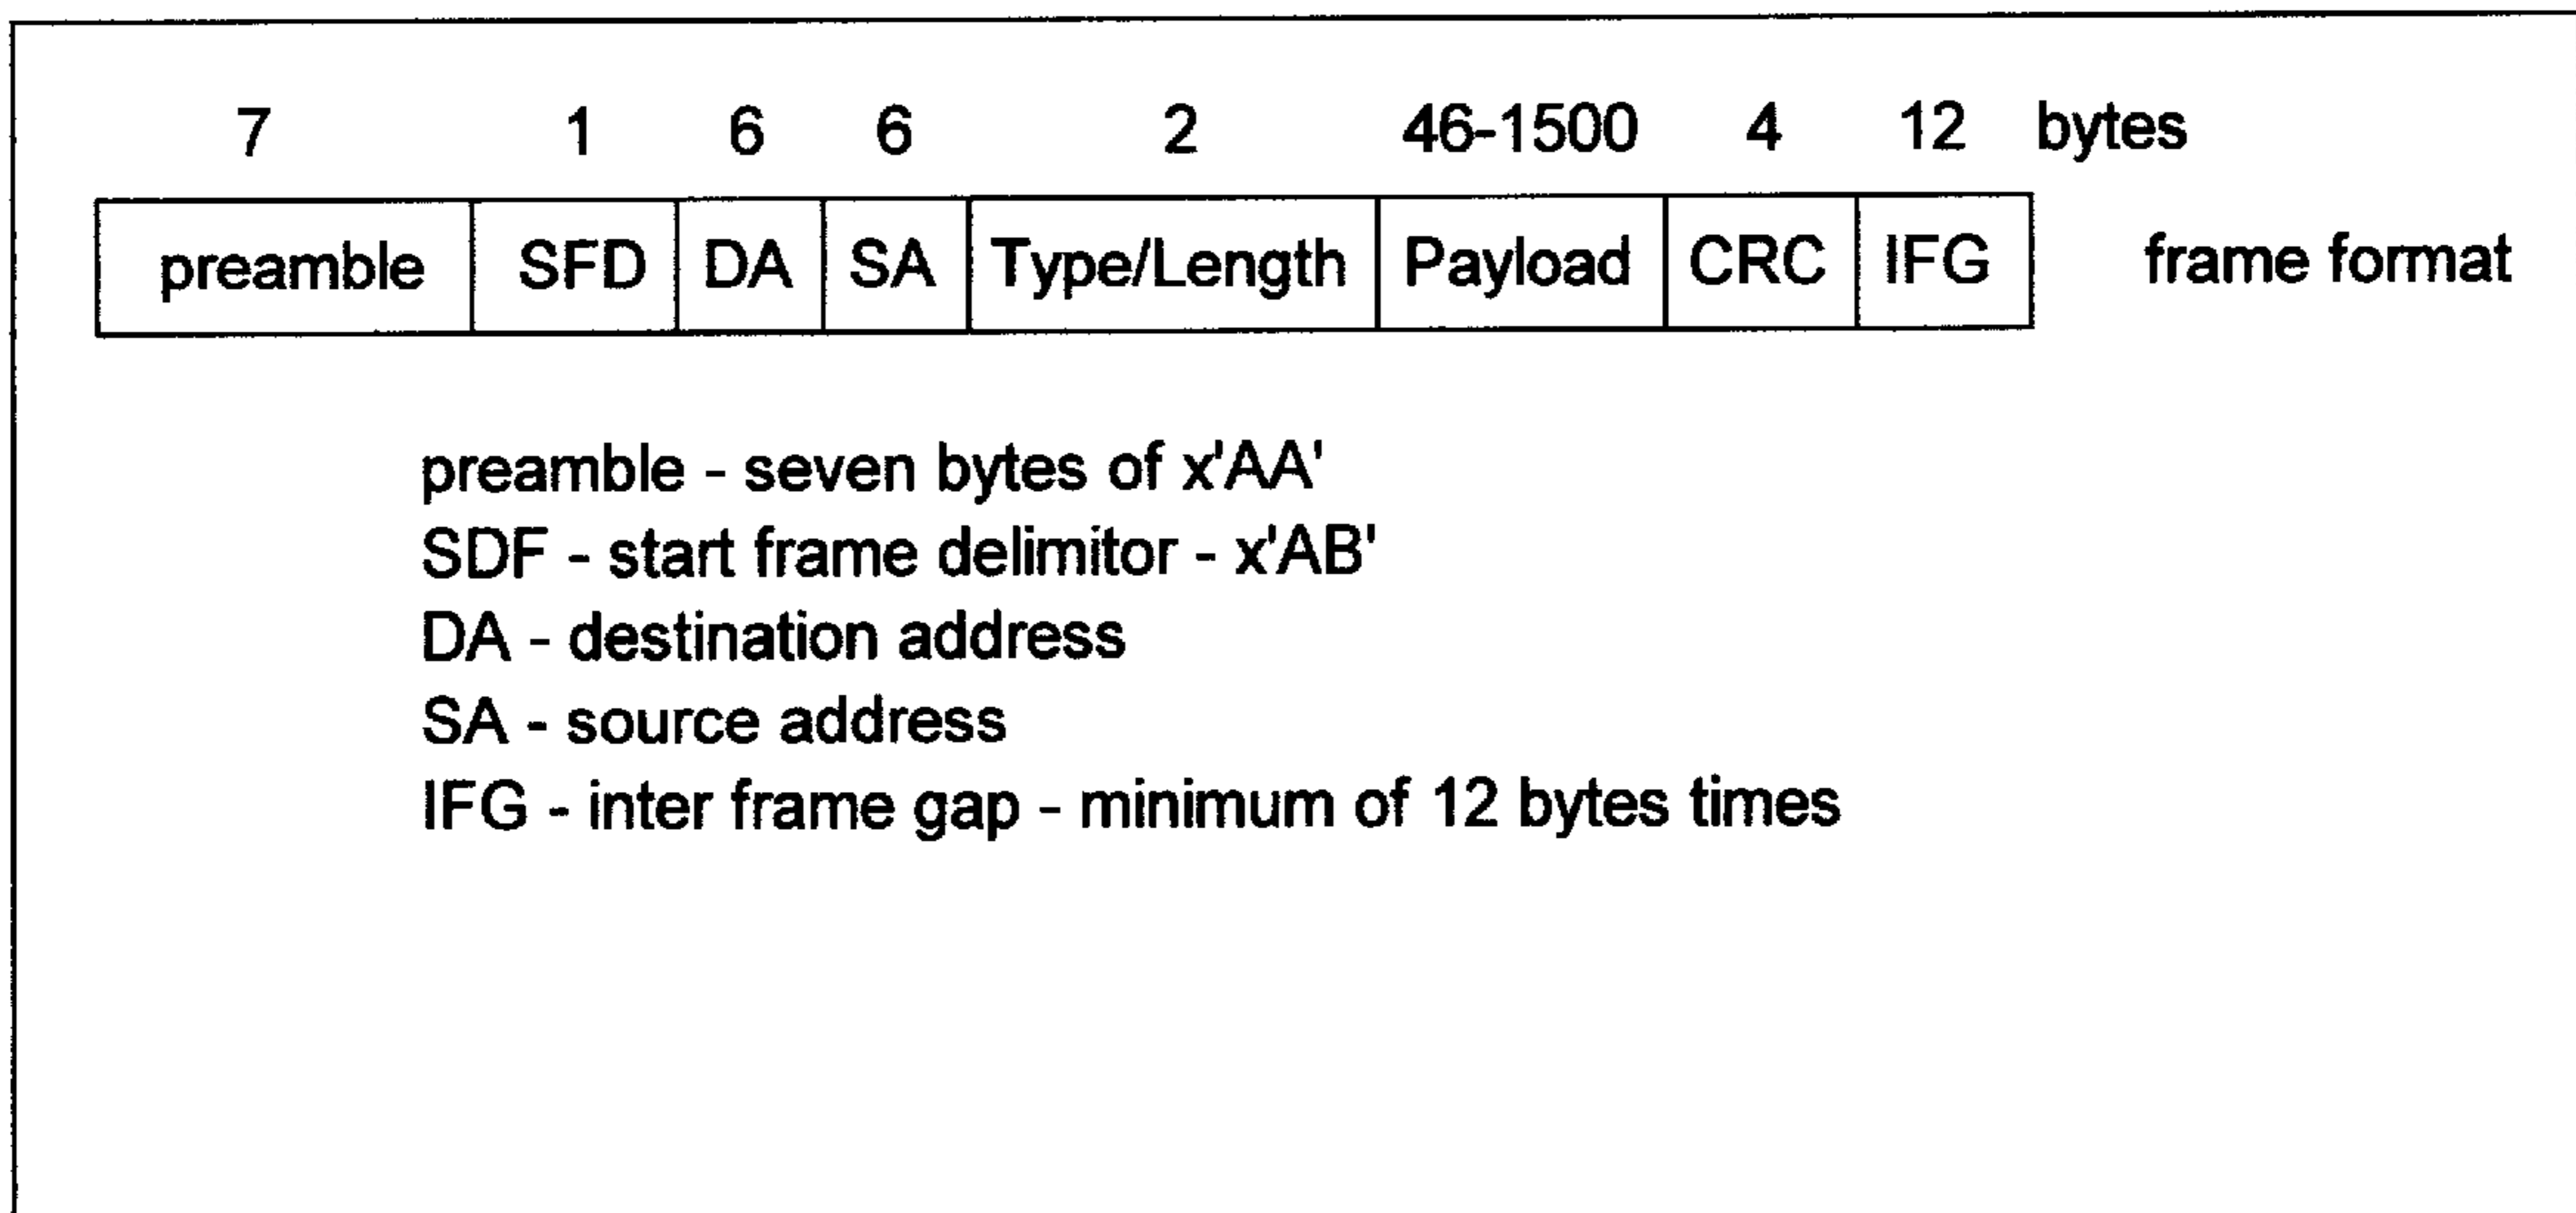 7 1 6 6 2 46-1500 4 12 bytes
preamble SFD DA SA Type/Length Payload CRC IFG frame format
preamble - seven bytes of x'AA'
SDF - start frame delimitor - x'AB'
DA - destination address
SA - source address
IFG - inter frame gap - minimum of 12 bytes times